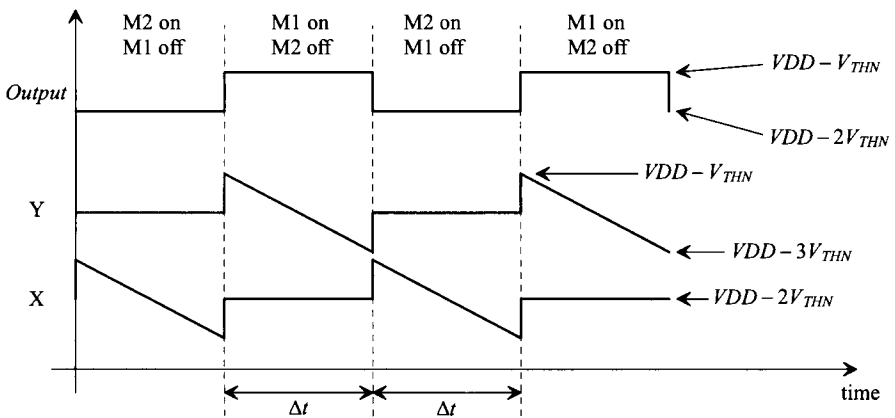 M2 on M1 on M2 on M1 on
M1 off M2 off M1 off M2 off
VDD − V_THN
Output
VDD − 2V_THN
VDD − V_THN
Y
VDD − 3V_THN
X
VDD − 2V_THN
time
Δt Δt